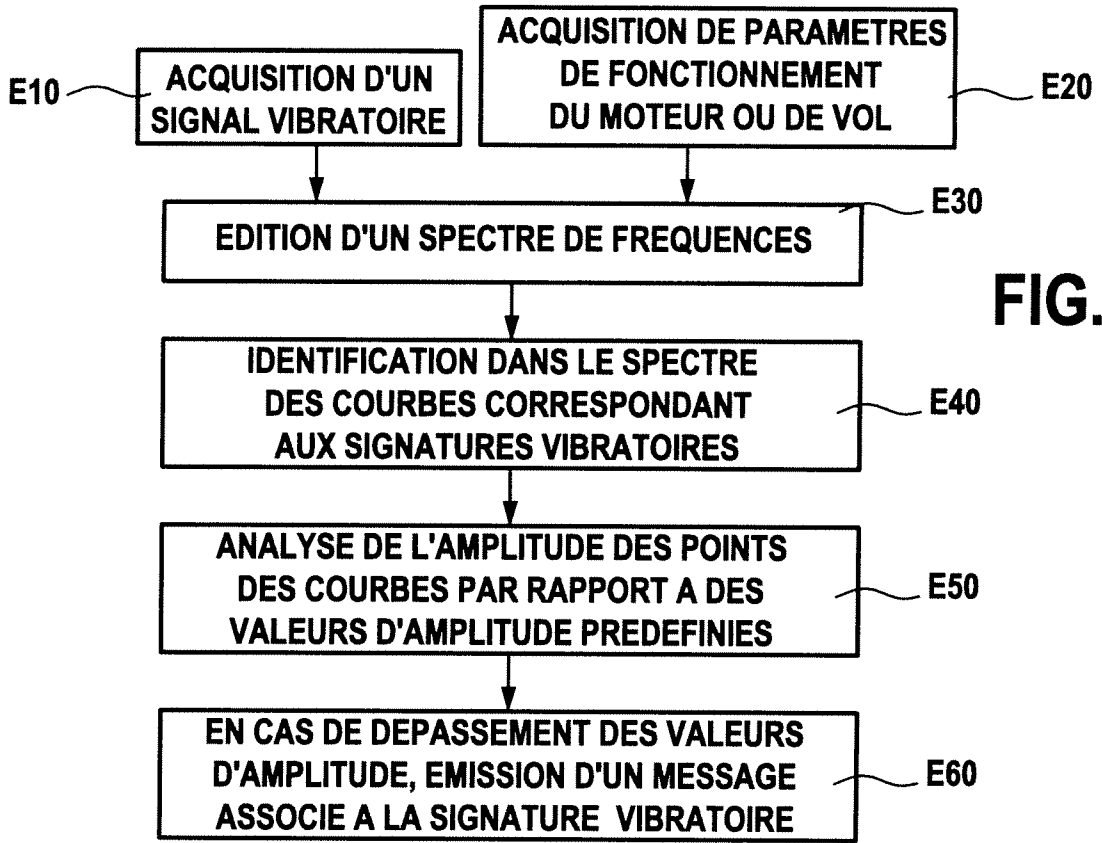 E10
ACQUISITION D'UN
SIGNAL VIBRATOIRE
ACQUISITION DE PARAMETRES
DE FONCTIONNEMENT
DU MOTEUR OU DE VOL
E20
EDITION D'UN SPECTRE DE FRÉQUENCES
E30
FIG.
IDENTIFICATION DANS LE SPECTRE
DES COURBES CORRESPONDANT
AUX SIGNATURES VIBRATOIRES
E40
ANALYSE DE L'AMPLITUDE DES POINTS
DES COURBES PAR RAPPORT A DES
VALEURS D'AMPLITUDE PREDEFINIES
E50
EN CAS DE DEPASSEMENT DES VALEURS
D'AMPLITUDE, EMISSION D'UN MESSAGE
ASSOCIE A LA SIGNATURE VIBRATOIRE
E60